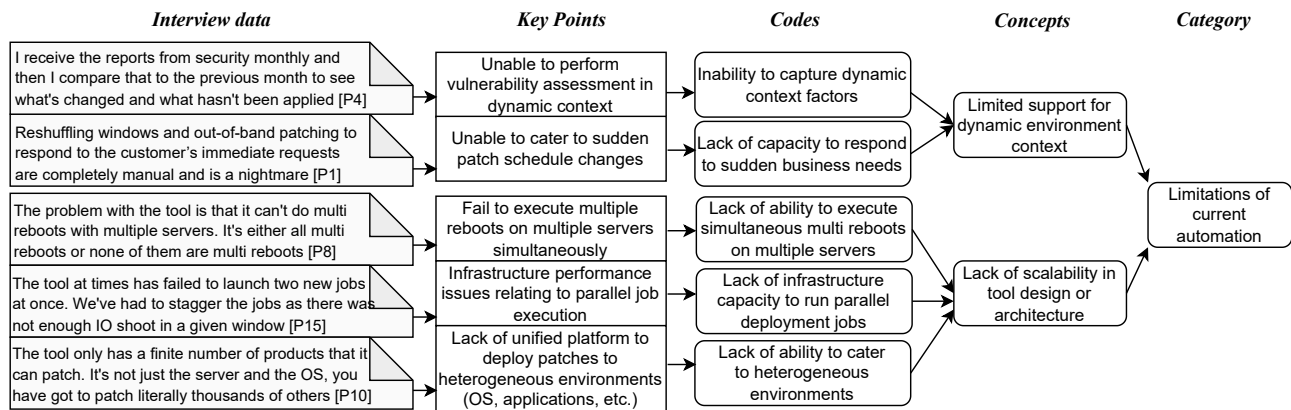 Interview data
Key Points
Codes
Concepts
Category
I receive the reports from security monthly and
then I compare that to the previous month to see
what's changed and what hasn't been applied [P4]
Unable to perform
vulnerability assessment in
dynamic context
Inability to capture dynamic
context factors
Reshuffling windows and out-of-band patching to
respond to the customer’s immediate requests
are completely manual and is a nightmare [P1]
Unable to cater to sudden
patch schedule changes
Lack of capacity to respond
to sudden business needs
Limited support for
dynamic environment
context
The problem with the tool is that it can't do multi
reboots with multiple servers. It's either all multi
reboots or none of them are multi reboots [P8]
Fail to execute multiple
reboots on multiple servers
simultaneously
Lack of ability to execute
simultaneous multi reboots
on multiple servers
The tool at times has failed to launch two new jobs
at once. We've had to stagger the jobs as there was
not enough IO shoot in a given window [P15]
Infrastructure performance
issues relating to parallel job
execution
Lack of infrastructure
capacity to run parallel
deployment jobs
The tool only has a finite number of products that it
can patch. It's not just the server and the OS, you
have got to patch literally thousands of others [P10]
Lack of unified platform to
deploy patches to
heterogeneous environments
(OS, applications, etc.)
Lack of ability to cater
to heterogeneous
environments
Lack of scalability in
tool design or
architecture
Limitations of
current
automation